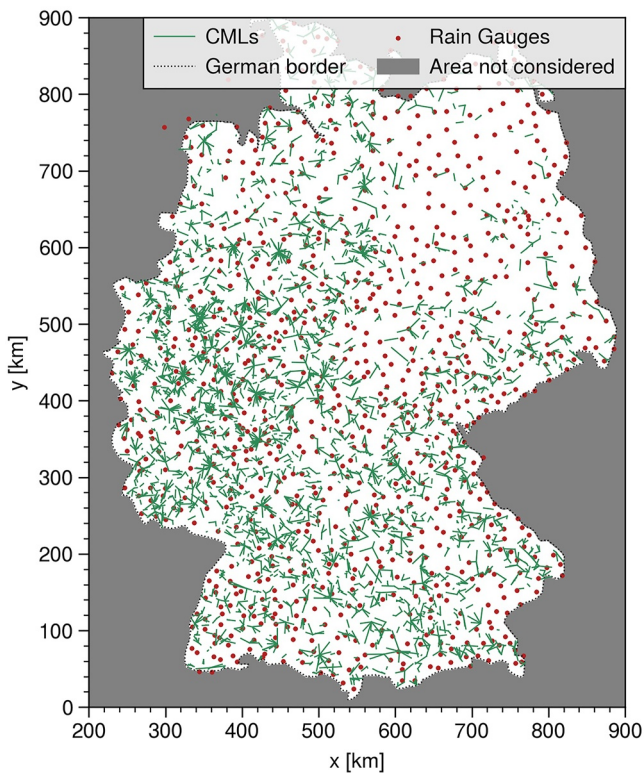 CMLs
Rain Gauges
German border
Area not considered
900
800
700
600
500
400
300
200
100
0
y [km]
200 300 400 500 600 700 800 900
x [km]